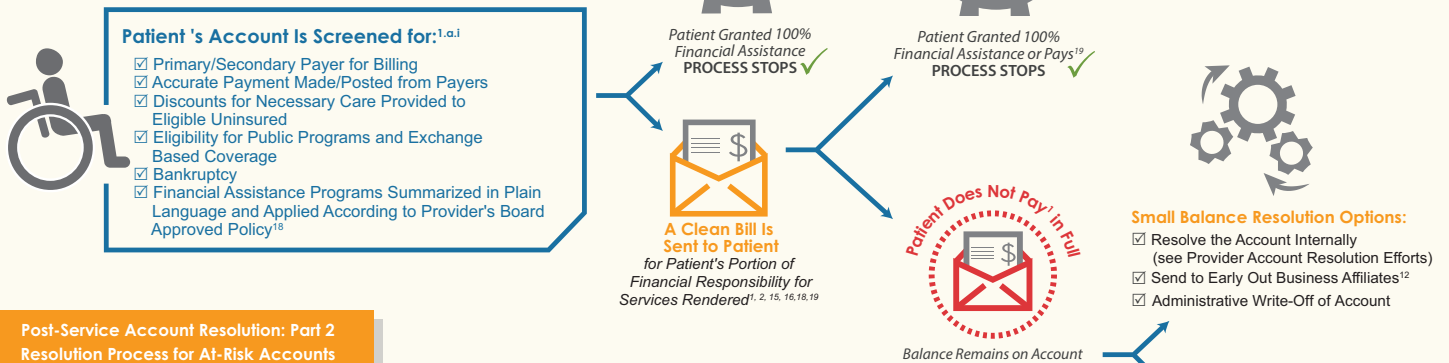 Patient 's Account Is Screened for:1.a.i
☑ Primary/Secondary Payer for Billing
☑ Accurate Payment Made/Posted from Payers
☑ Discounts for Necessary Care Provided to
Eligible Uninsured
☑ Eligibility for Public Programs and Exchange
Based Coverage
☑ Bankruptcy
☑ Financial Assistance Programs Summarized in Plain
Language and Applied According to Provider's Board
Approved Policy18
Patient Granted 100%
Financial Assistance
PROCESS STOPS ✓
$
A Clean Bill Is
Sent to Patient
for Patient's Portion of
Financial Responsibility for
Services Rendered1, 2, 15, 16,18,19
Patient Granted 100%
Financial Assistance or Pays19
PROCESS STOPS ✓
Patient Does Not Pay1 in Full
$
Balance Remains on Account
Small Balance Resolution Options:
☑ Resolve the Account Internally
(see Provider Account Resolution Efforts)
☑ Send to Early Out Business Affiliates12
☑ Administrative Write-Off of Account
Post-Service Account Resolution: Part 2
Resolution Process for At-Risk Accounts